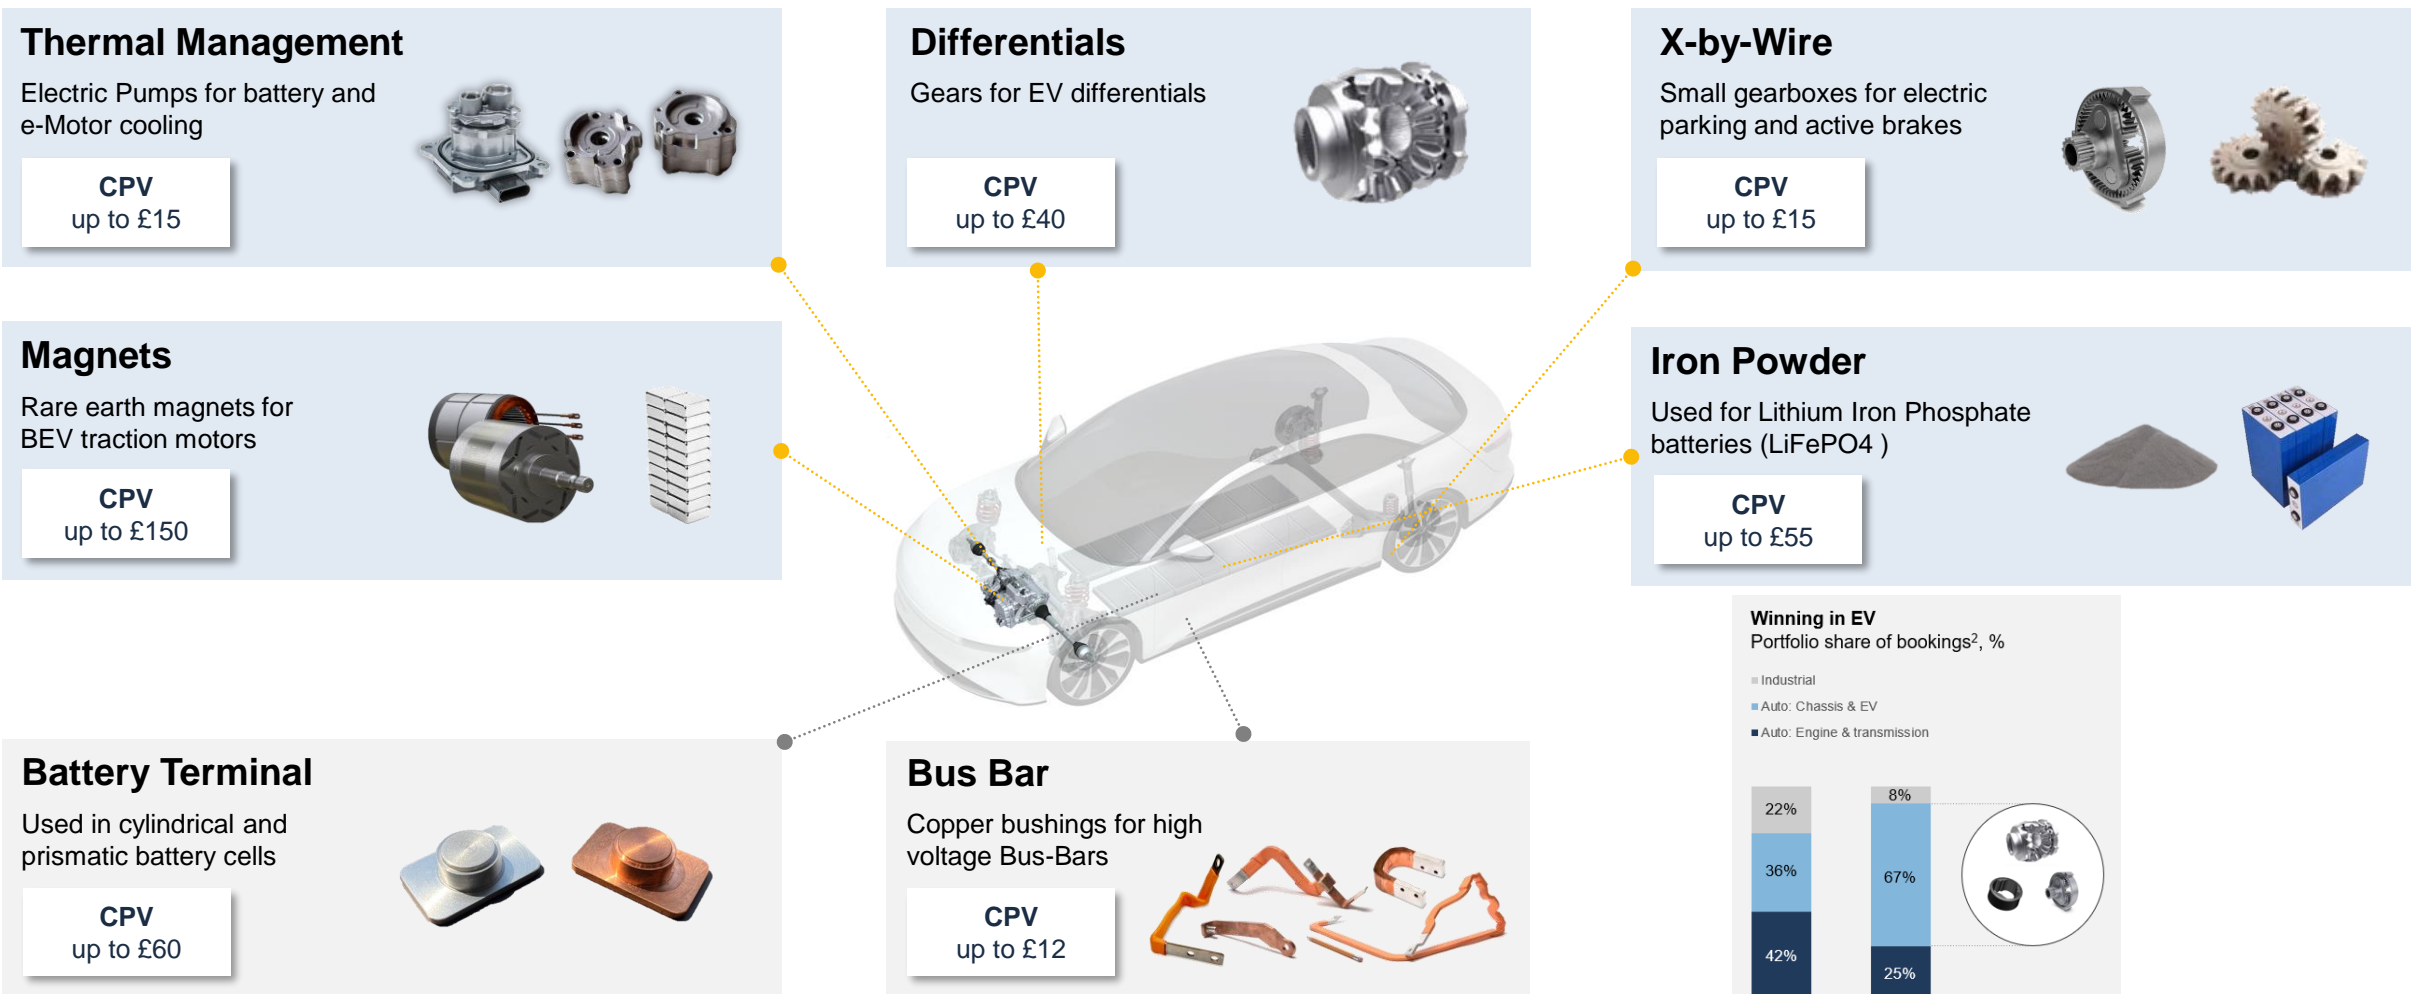 Thermal Management
Electric Pumps for battery and
e-Motor cooling
CPV
up to £15
Differentials
Gears for EV differentials
CPV
up to £40
X-by-Wire
Small gearboxes for electric
parking and active brakes
CPV
up to £15
Magnets
Rare earth magnets for
BEV traction motors
CPV
up to £150
Iron Powder
Used for Lithium Iron Phosphate
batteries (LiFePO4 )
CPV
up to £55
Battery Terminal
Used in cylindrical and
prismatic battery cells
CPV
up to £60
Bus Bar
Copper bushings for high
voltage Bus-Bars
CPV
up to £12
Winning in EV
Portfolio share of bookings², %
Industrial
Auto: Chassis & EV
Auto: Engine & transmission
22%
36%
42%
8%
67%
25%